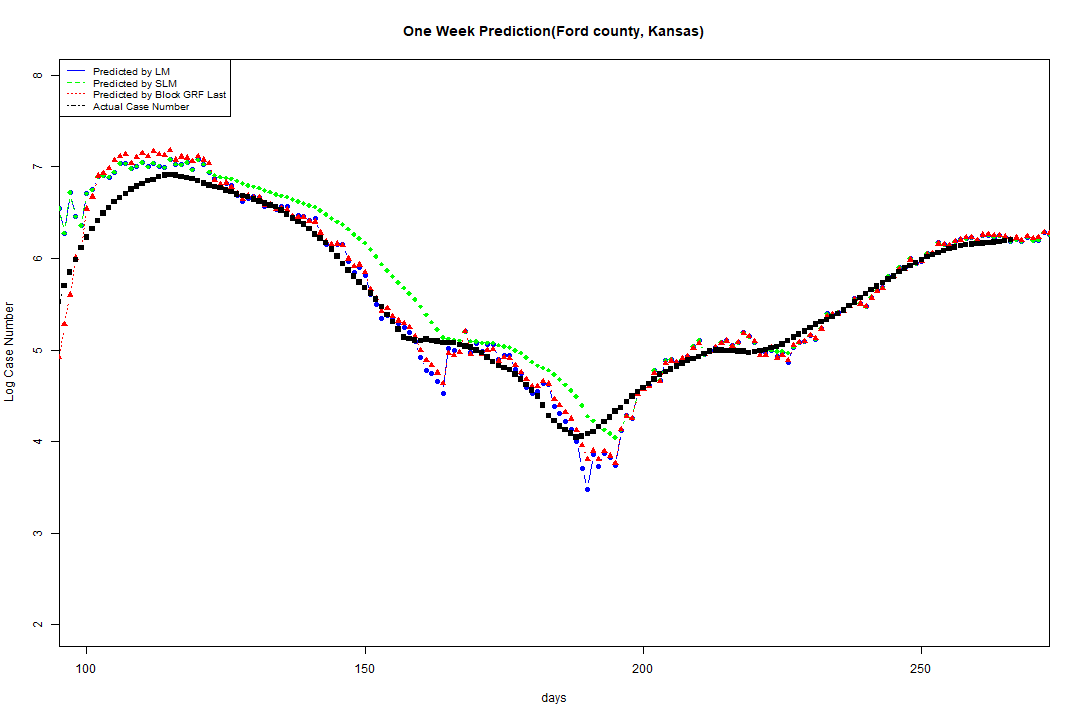 One Week Prediction(Ford county, Kansas)
Predicted by LM
Predicted by SLM
Predicted by Block GRF Last
Actual Case Number
8
7
6
5
4
3
2
Log Case Number
100 150 200 250
days